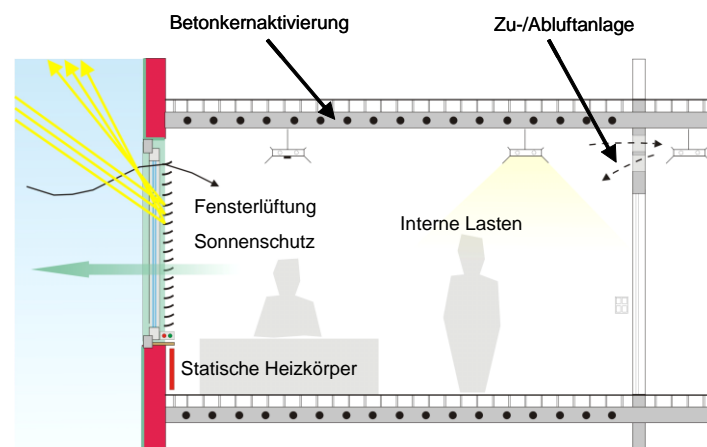 Betonkernaktivierung
Zu-/Abluftanlage
Fensterlüftung
Sonnenschutz
Interne Lasten
Statische Heizkörper